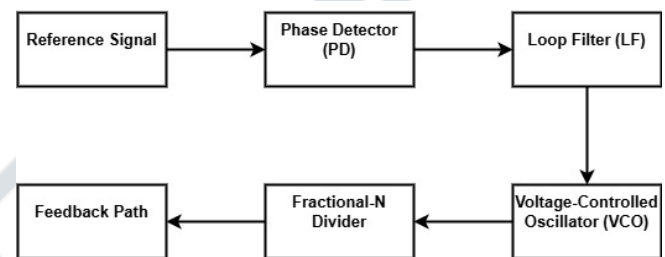 Reference Signal
Phase Detector
(PD)
Loop Filter (LF)
Feedback Path
Fractional-N
Divider
Voltage-Controlled
Oscillator (VCO)